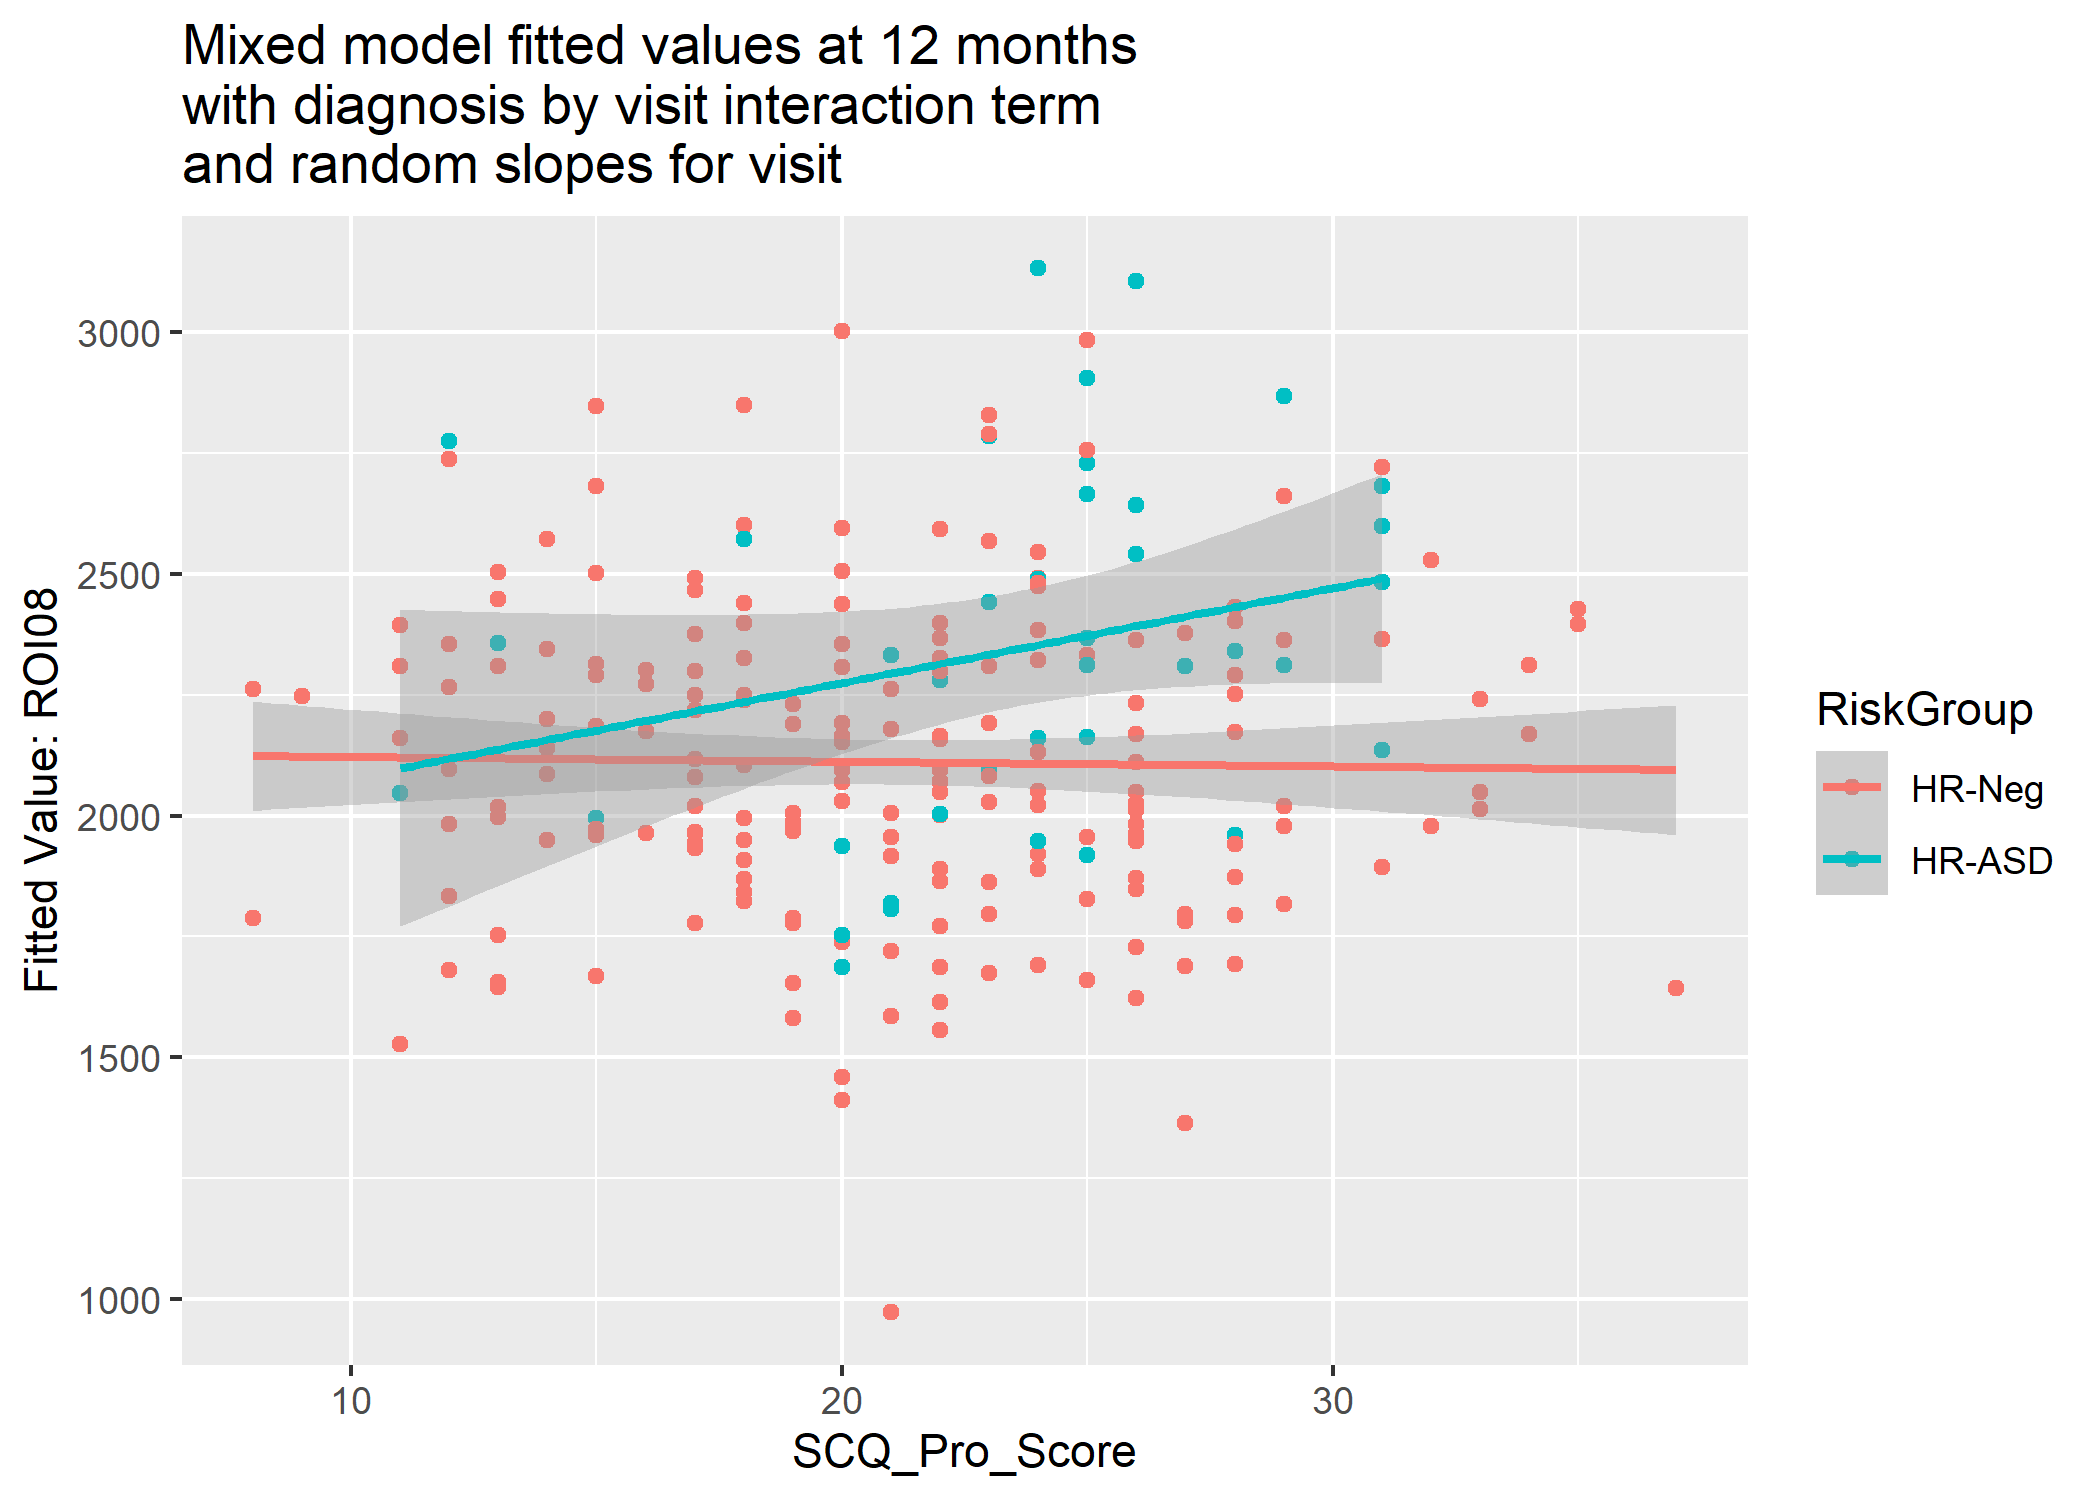 Mixed model fitted values at 12 months
with diagnosis by visit interaction term
and random slopes for visit
Fitted Value: ROI08
3000
2500
2000
1500
1000
10 20 30
SCQ_Pro_Score
RiskGroup
HR-Neg
HR-ASD